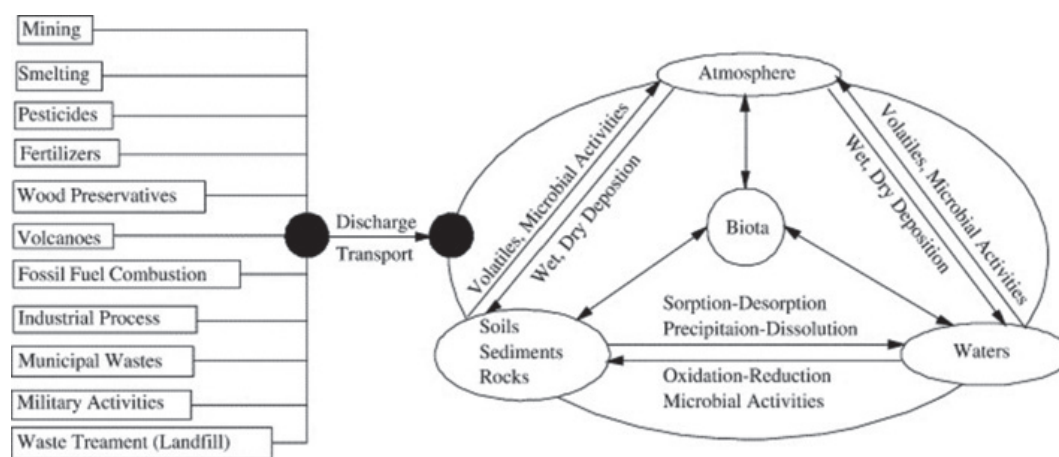 Mining
Smelting
Pesticides
Fertilizers
Wood Preservatives
Volcanoes
Fossil Fuel Combustion
Industrial Process
Municipal Wastes
Military Activities
Waste Treament (Landfill)
Discharge
Transport
Atmosphere
Volatiles, Microbial Activities
Wet, Dry Depostion
Volatiles, Microbial Activities
Wet, Dry Deposition
Biota
Sorption-Desorption
Precipitaion-Dissolution
Soils
Sediments
Rocks
Waters
Oxidation-Reduction
Microbial Activities